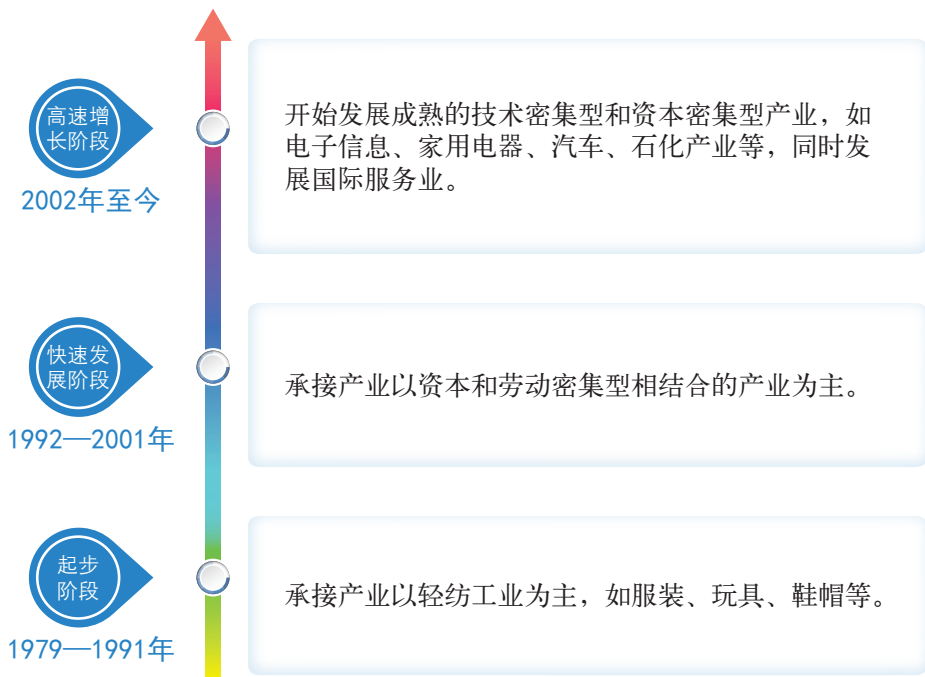 高速增
长阶段
2002年至今
开始发展成熟的技术密集型和资本密集型产业，如
电子信息、家用电器、汽车、石化产业等，同时发
展国际服务业。
快速发
展阶段
1992—2001年
承接产业以资本和劳动密集型相结合的产业为主。
起步
阶段
1979—1991年
承接产业以轻纺工业为主，如服装、玩具、鞋帽等。